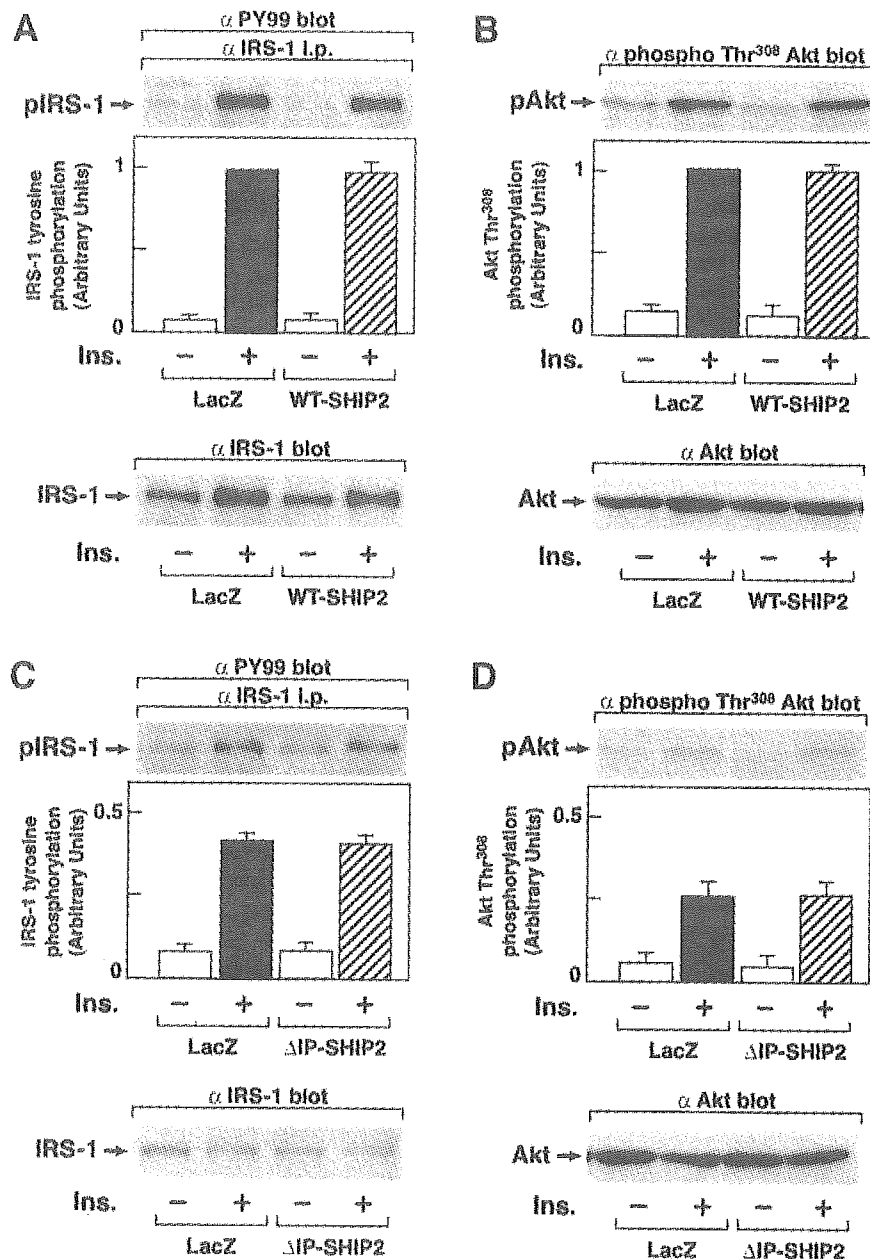 A
α PY99 blot
α IRS-1 I.p.
pIRS-1
IRS-1 tyrosine
phosphorylation
(Arbitrary Units)
1
0
Ins. − + − +
LacZ WT-SHIP2
α IRS-1 blot
IRS-1
Ins. − + − +
LacZ WT-SHIP2
B
α phospho Thr³⁰⁸ Akt blot
pAkt
Akt Thr³⁰⁸
phosphorylation
(Arbitrary Units)
1
0
Ins. − + − +
LacZ WT-SHIP2
α Akt blot
Akt
Ins. − + − +
LacZ WT-SHIP2
C
α PY99 blot
α IRS-1 I.p.
pIRS-1
IRS-1 tyrosine
phosphorylation
(Arbitrary Units)
0.5
0
Ins. − + − +
LacZ ΔIP-SHIP2
α IRS-1 blot
IRS-1
Ins. − + − +
LacZ ΔIP-SHIP2
D
α phospho Thr³⁰⁸ Akt blot
pAkt
Akt Thr³⁰⁸
phosphorylation
(Arbitrary Units)
0.5
0
Ins. − + − +
LacZ ΔIP-SHIP2
α Akt blot
Akt
Ins. − + − +
LacZ ΔIP-SHIP2